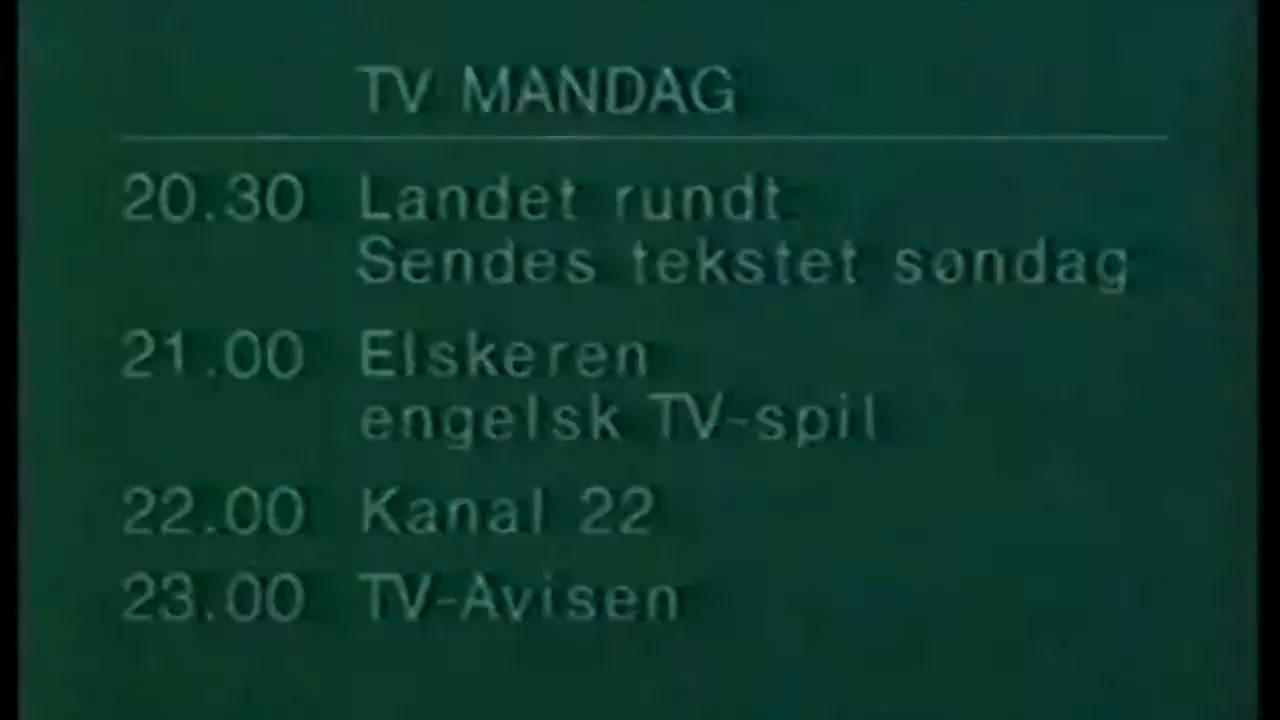 TV MANDAG
20.30 Landet rundt
Sendes tekstet søndag
21.00 Elskeren
engelsk TV-spil
22.00 Kanal 22
23.00 TV-Avisen